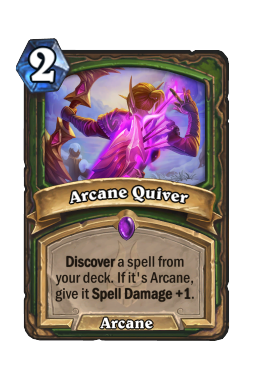 2
Arcane Quiver
Discover a spell from
your deck. If it's Arcane,
give it Spell Damage +1.
Arcane